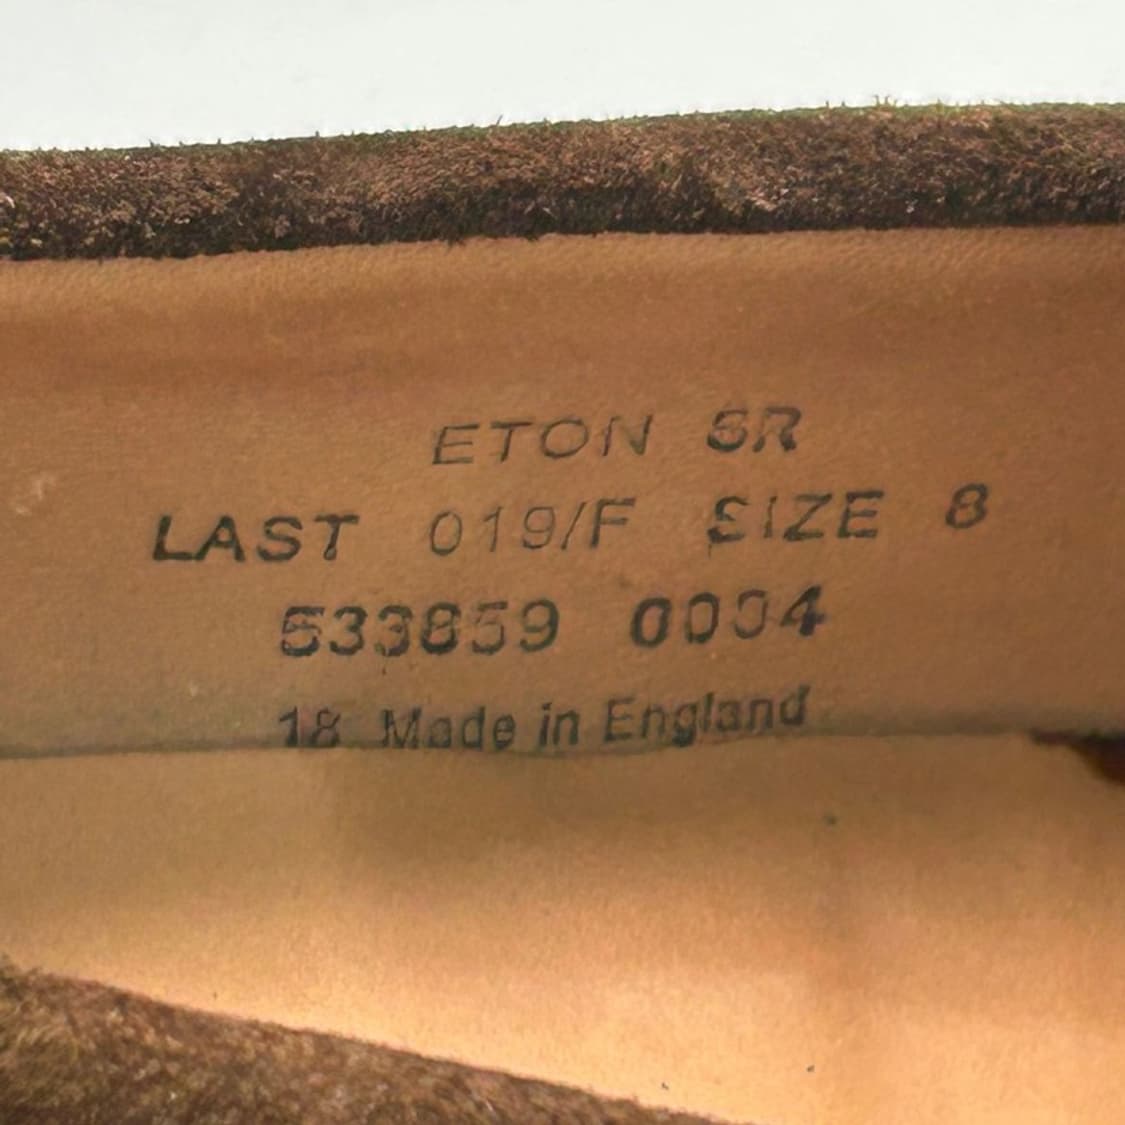 ETON SR
LAST 019/F SIZE 8
533859 0004
18 Made in England